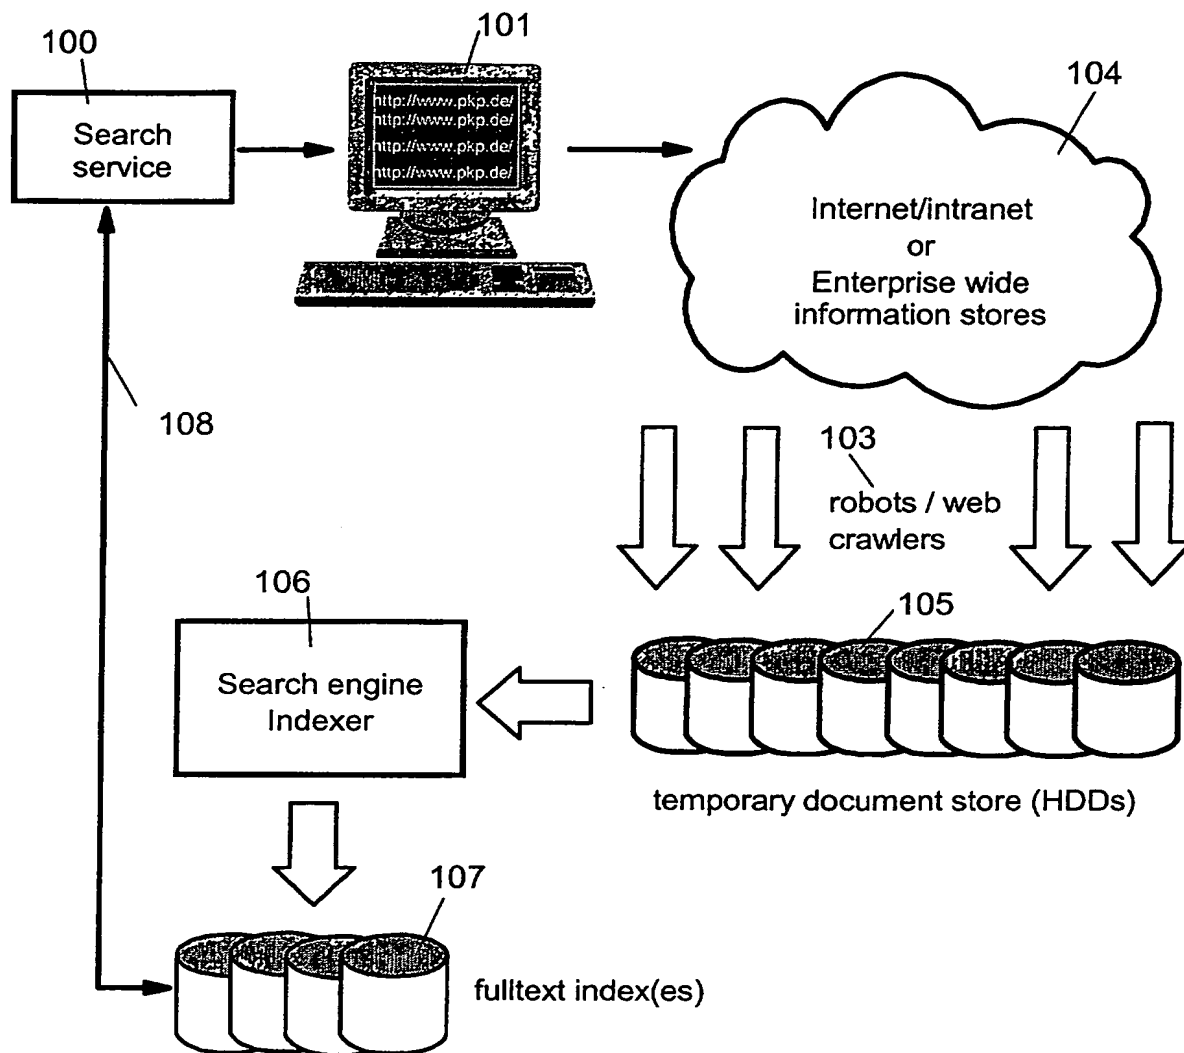 100
Search
service
101
http://www.pkp.de/
http://www.pkp.de/
http://www.pkp.de/
http://www.pkp.de/
104
Internet/intranet
or
Enterprise wide
information stores
108
103
robots / web
crawlers
106
Search engine
Indexer
105
temporary document store (HDDs)
107
fulltext index(es)